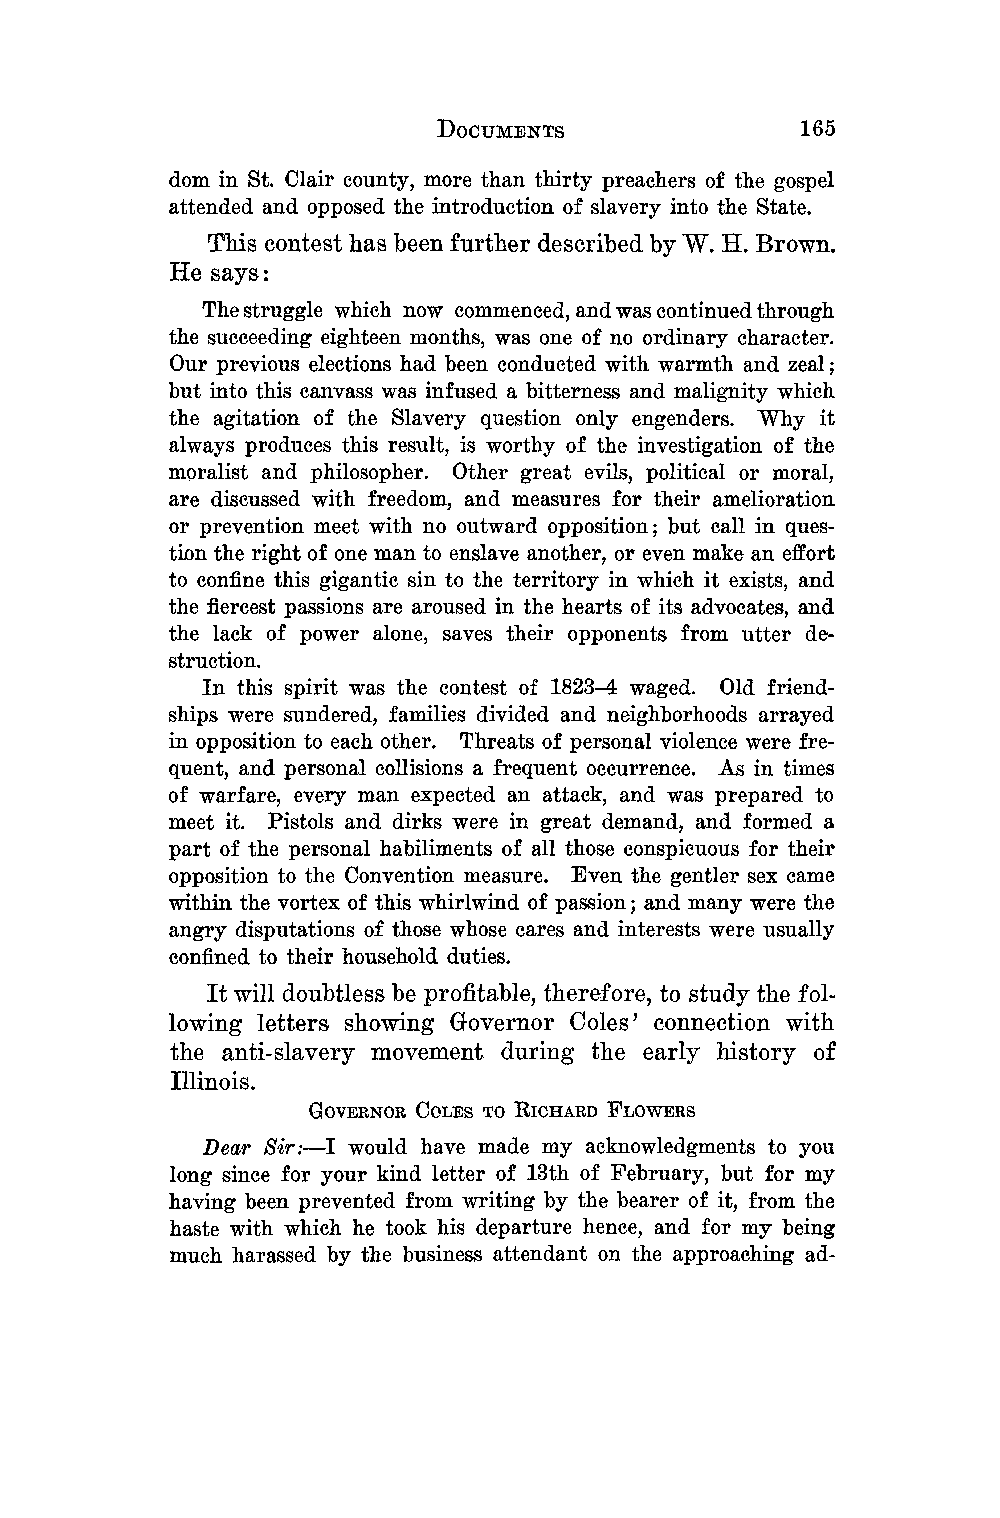 DOCUMENTS 165
dom in St. Clair county, more than thirty preachers of the gospel
attended and opposed the introduction of slavery into the State.
This contest has been further described by W. H. Brown.
He says:
The struggle which now commenced, and was continued through
the succeeding eighteen months, was one of no ordinary character.
Our previous elections had been conducted with warmth and zeal;
but into this canvass was infused a bitterness and malignity which
the agitation of the Slavery question only engenders. Why it
always produces this result, is worthy of the investigation of the
moralist and philosopher. Other great evils, political or moral,
are discussed with freedom, and measures for their amelioration
or prevention meet with no outward opposition; but call in ques-
tion the right of one man to enslave another, or even make an effort
to confine this gigantic sin to the territory in which it exists, and
the fiercest passions are aroused in the hearts of its advocates, and
the lack of power alone, saves their opponents from utter de-
struction.
In this spirit was the contest of 1823–4 waged. Old friend-
ships were sundered, families divided and neighborhoods arrayed
in opposition to each other. Threats of personal violence were fre-
quent, and personal collisions a frequent occurrence. As in times
of warfare, every man expected an attack, and was prepared to
meet it. Pistols and dirks were in great demand, and formed a
part of the personal habiliments of all those conspicuous for their
opposition to the Convention measure. Even the gentler sex came
within the vortex of this whirlwind of passion; and many were the
angry disputations of those whose cares and interests were usually
confined to their household duties.
It will doubtless be profitable, therefore, to study the fol-
lowing letters showing Governor Coles' connection with
the anti-slavery movement during the early history of
Illinois.
GOVERNOR COLES TO RICHARD FLOWERS
Dear Sir:—I would have made my acknowledgments to you
long since for your kind letter of 13th of February, but for my
having been prevented from writing by the bearer of it, from the
haste with which he took his departure hence, and for my being
much harassed by the business attendant on the approaching ad-